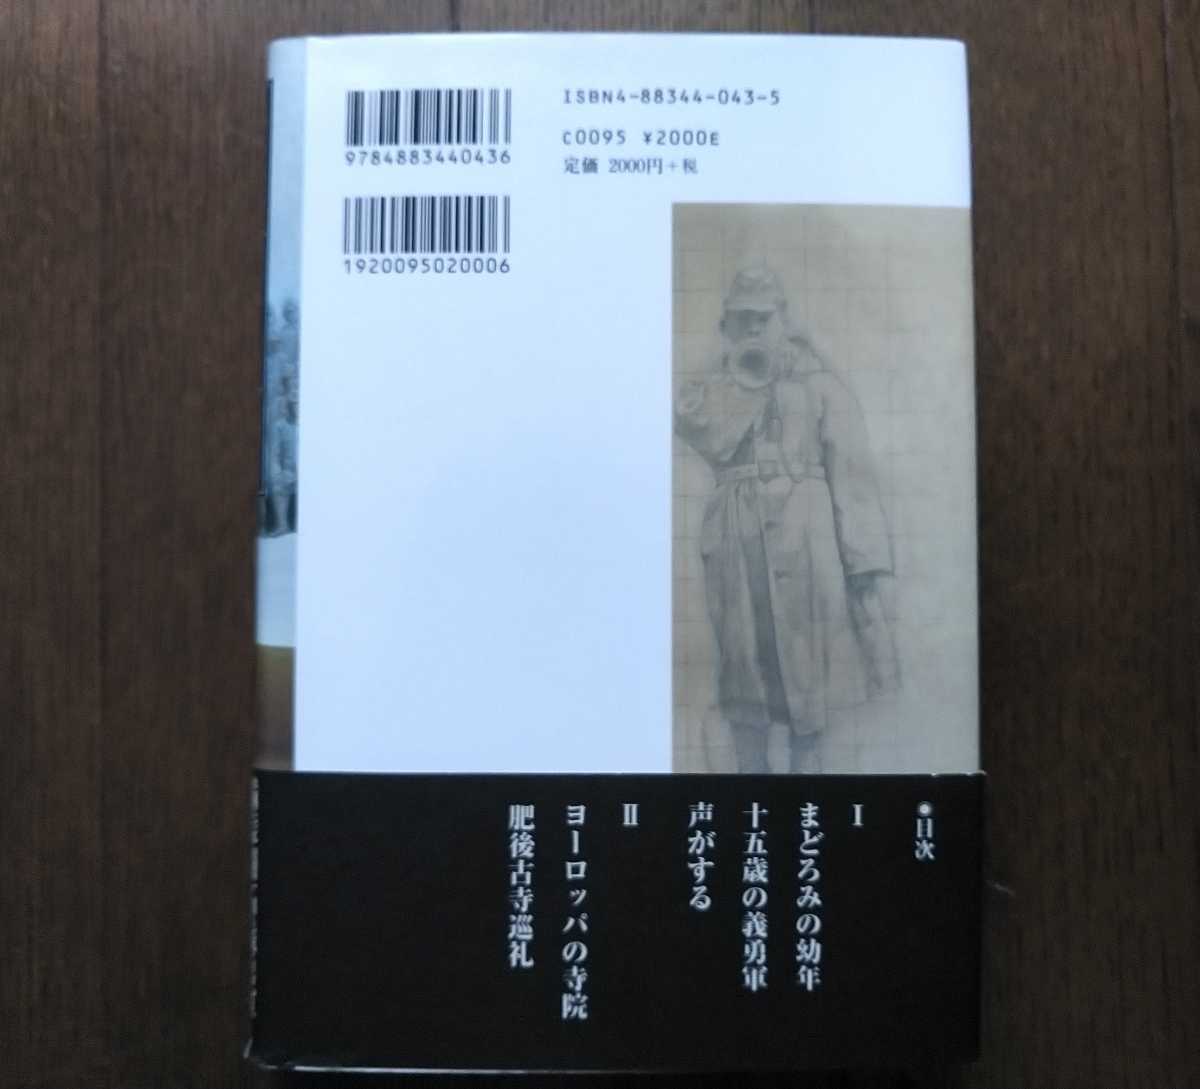 ISBN4-88344-043-5
C0095 ¥2000E
定価 2000円+税
9784883440436
1920095020006
●目次
I
まどろみの幼年
十五歳の義勇軍
声がする
II
ヨーロッパの寺院
肥後古寺巡礼